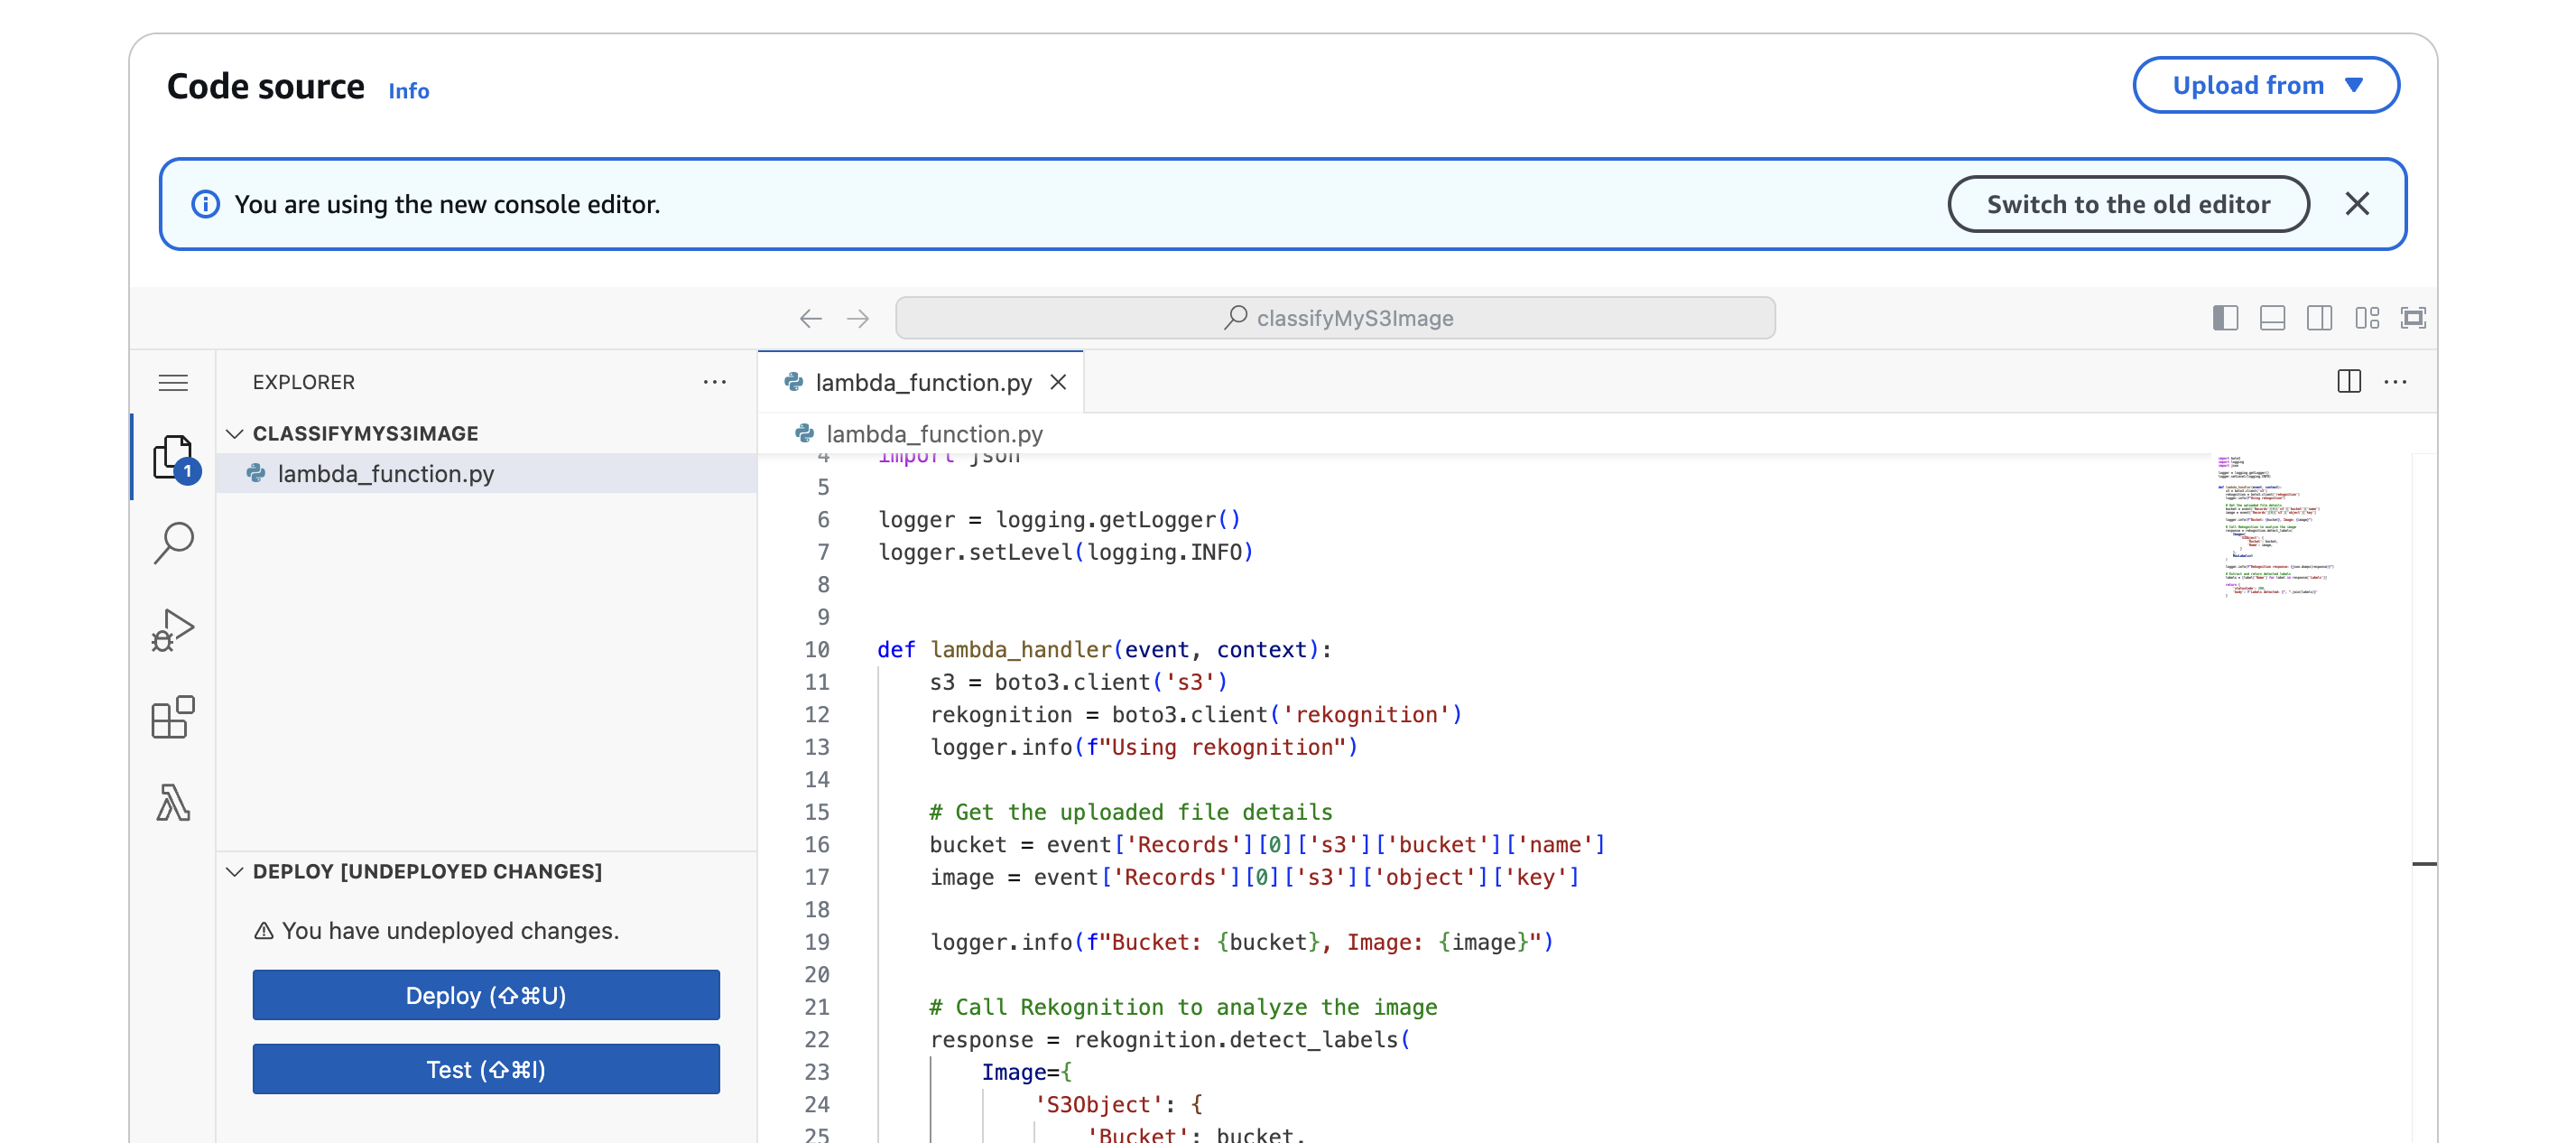 Code source Info
Upload from
You are using the new console editor.
Switch to the old editor
classifyMyS3Image
EXPLORER
CLASSIFYMYS3IMAGE
1
lambda_function.py
DEPLOY [UNDEPLOYED CHANGES]
You have undeployed changes.
Deploy (⇧⌘U)
Test (⇧⌘I)
lambda_function.py
lambda_function.py
4 import json
5
6 logger = logging.getLogger()
7 logger.setLevel(logging.INFO)
8
9
10 def lambda_handler(event, context):
11     s3 = boto3.client('s3')
12     rekognition = boto3.client('rekognition')
13     logger.info(f"Using rekognition")
14
15     # Get the uploaded file details
16     bucket = event['Records'][0]['s3']['bucket']['name']
17     image = event['Records'][0]['s3']['object']['key']
18
19     logger.info(f"Bucket: {bucket}, Image: {image}")
20
21     # Call Rekognition to analyze the image
22     response = rekognition.detect_labels(
23         Image={
24             'S3Object': {
25                 'Bucket': bucket,